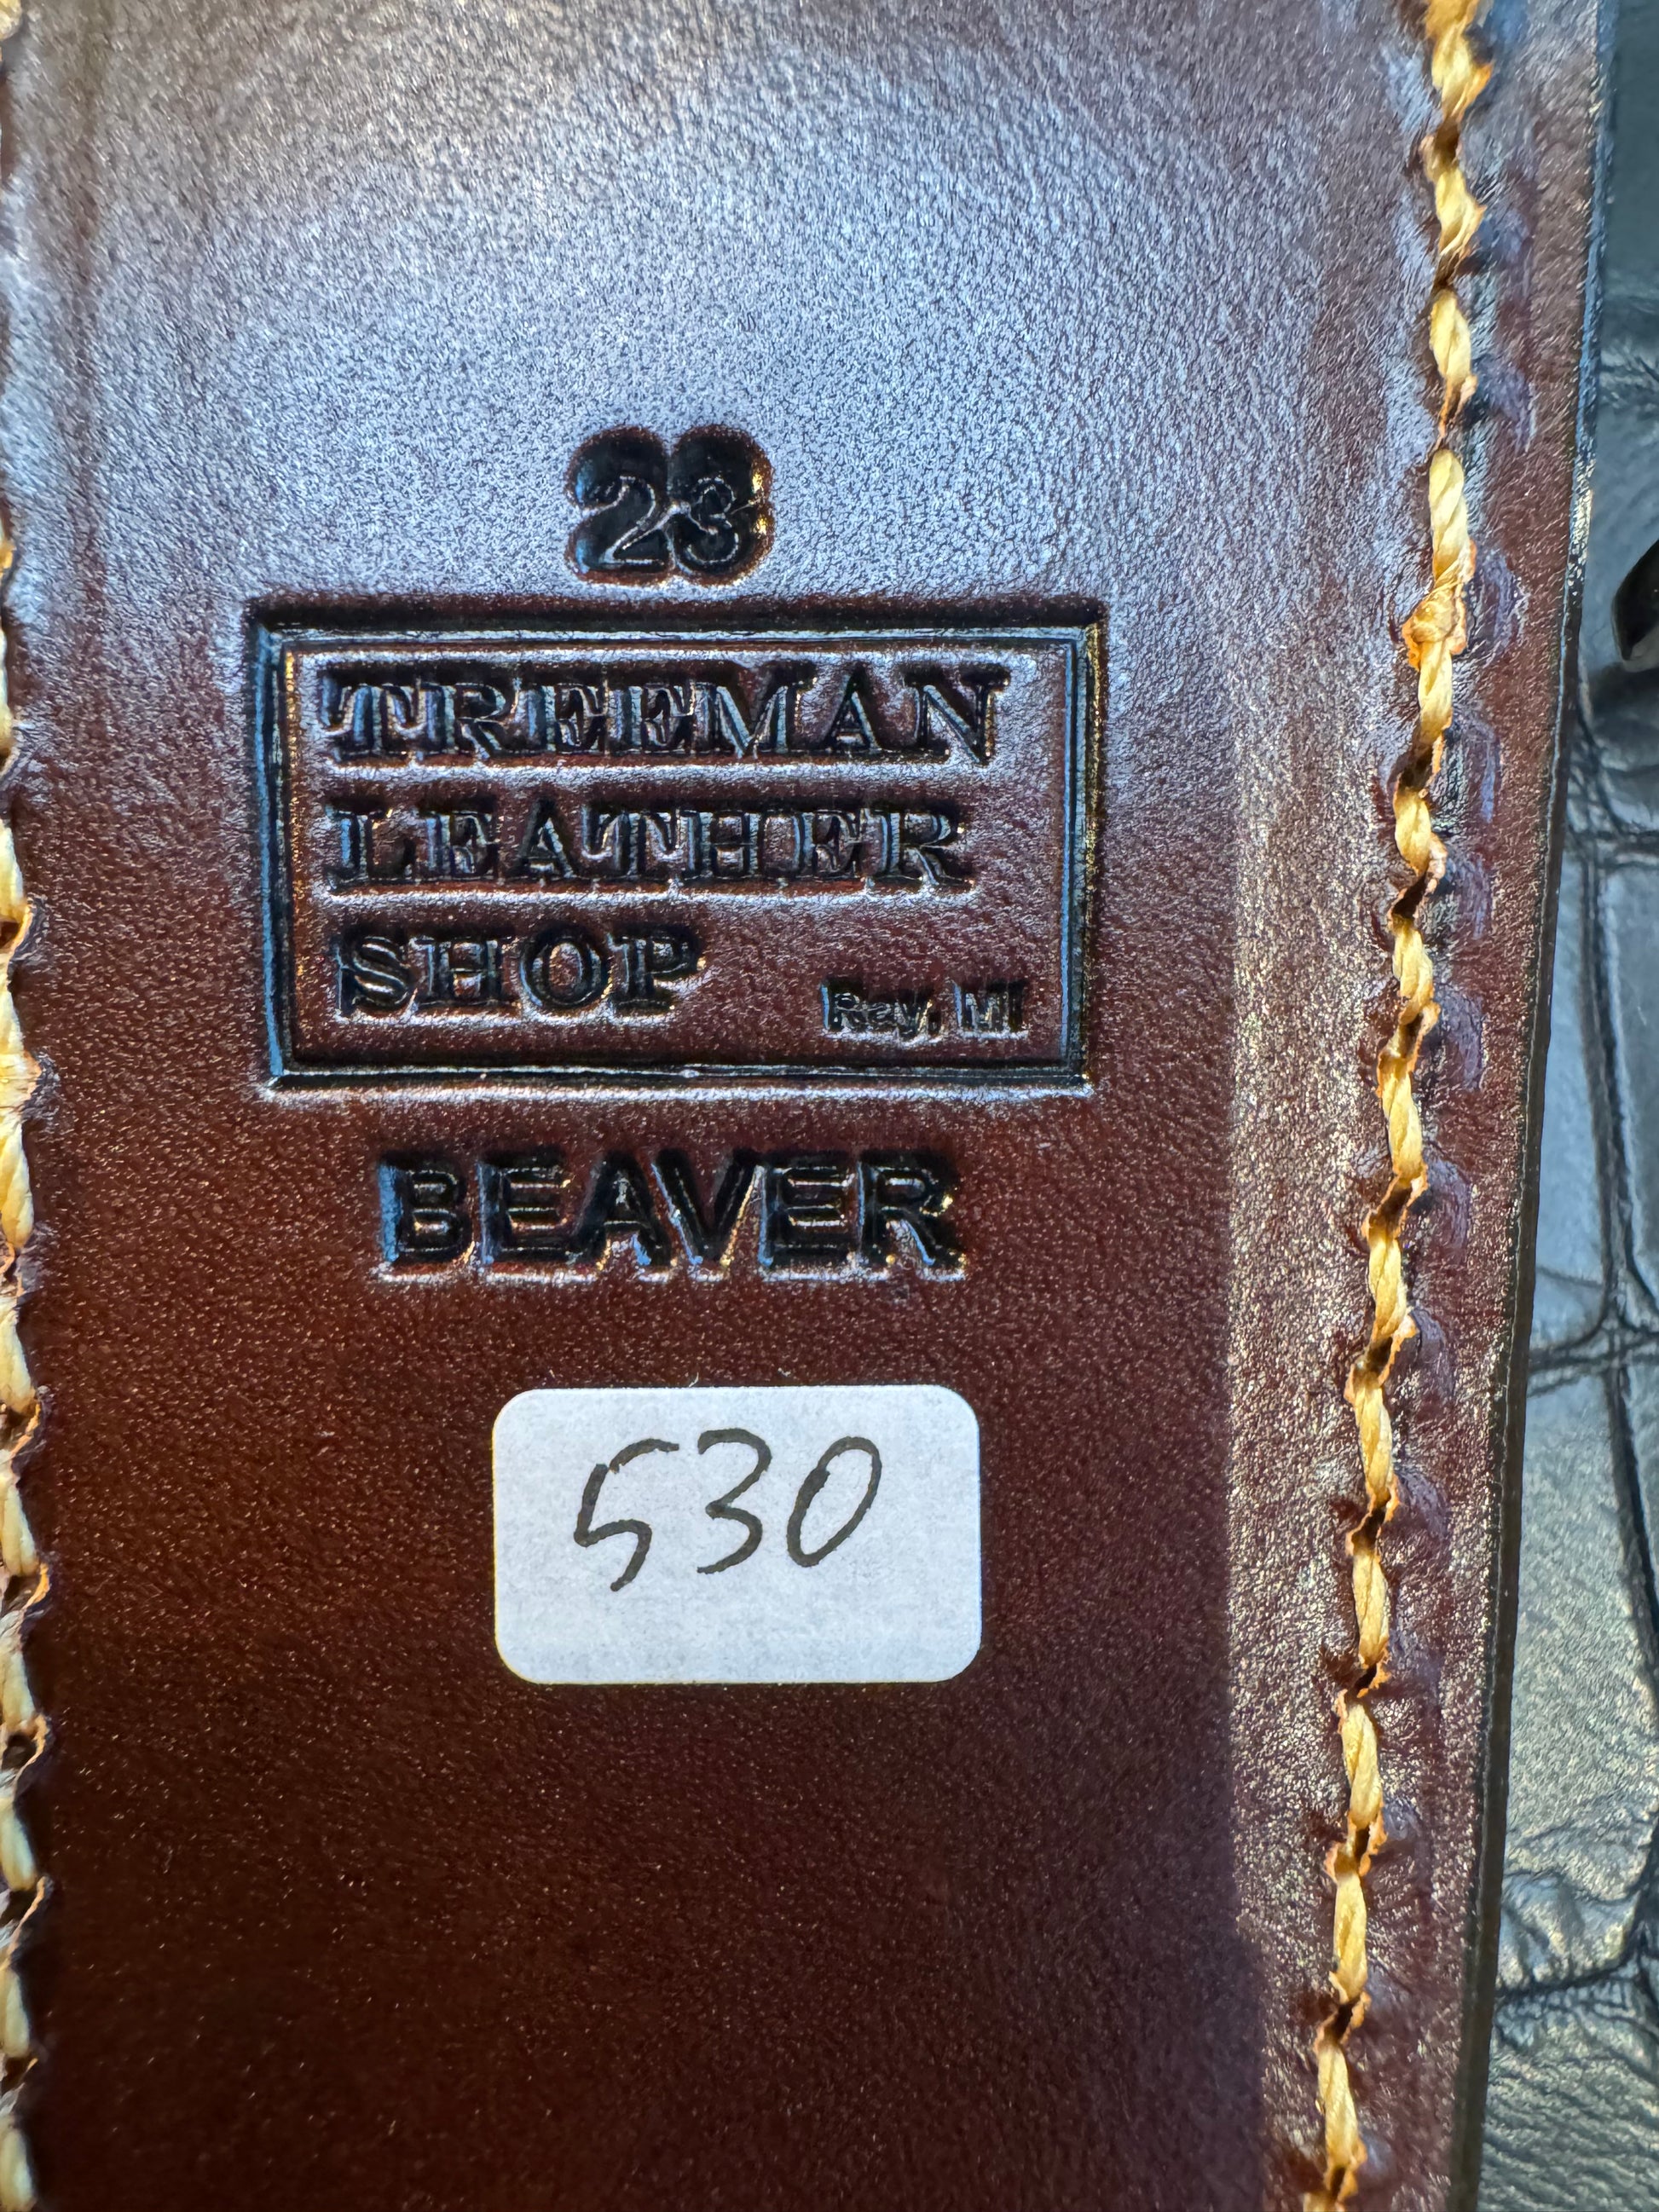 23
TREEMAN
LEATHER
SHOP Ray, MI
BEAVER
530